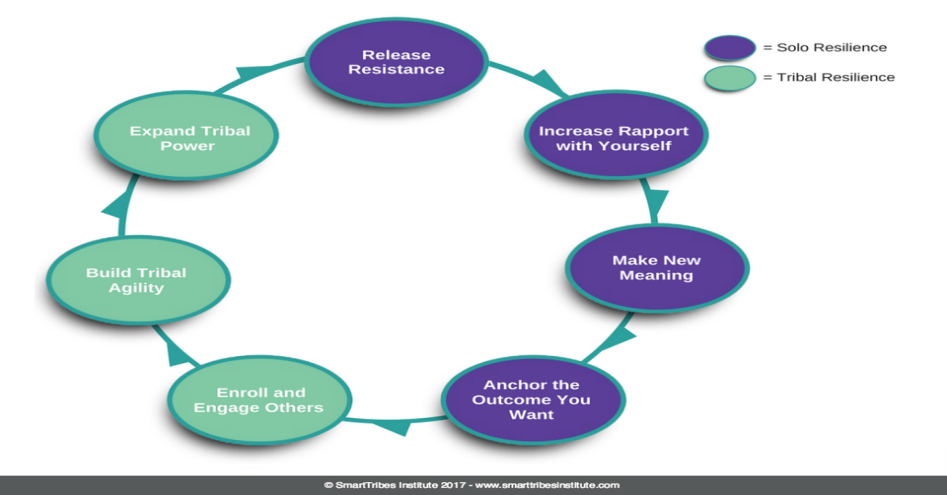 Release
Resistance
= Solo Resilience
= Tribal Resilience
Increase Rapport
with Yourself
Make New
Meaning
Anchor the
Outcome You
Want
Enroll and
Engage Others
Build Tribal
Agility
Expand Tribal
Power
© SmartTribes Institute 2017 - www.smarttribesinstitute.com